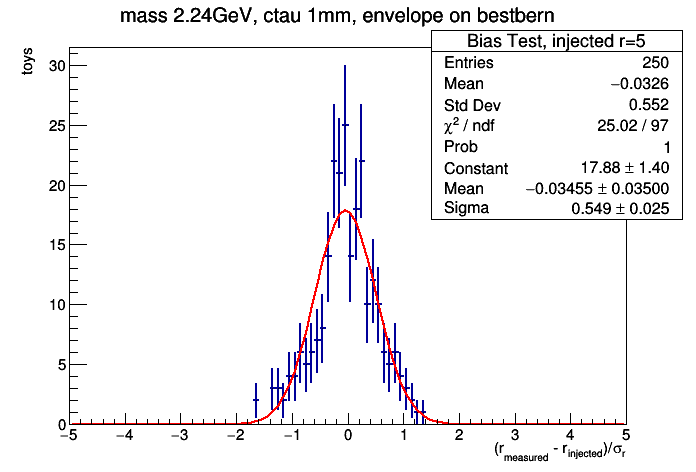 mass 2.24GeV, ctau 1mm, envelope on bestbern
toys
Bias Test, injected r=5
Entries 250
Mean −0.0326
Std Dev 0.552
χ² / ndf 25.02 / 97
Prob 1
Constant 17.88 ± 1.40
Mean −0.03455 ± 0.03500
Sigma 0.549 ± 0.025
30
25
20
15
10
5
0
−5 −4 −3 −2 −1 0 1 2 3 4 5
(r_measured - r_injected)/σ_r